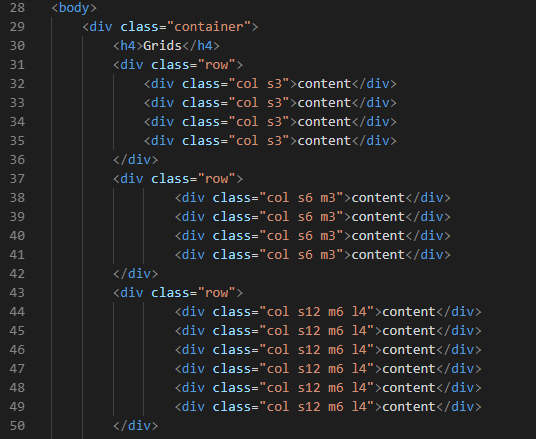 28 <body>
29     <div class="container">
30         <h4>Grids</h4>
31         <div class="row">
32             <div class="col s3">content</div>
33             <div class="col s3">content</div>
34             <div class="col s3">content</div>
35             <div class="col s3">content</div>
36         </div>
37         <div class="row">
38                 <div class="col s6 m3">content</div>
39                 <div class="col s6 m3">content</div>
40                 <div class="col s6 m3">content</div>
41                 <div class="col s6 m3">content</div>
42         </div>
43         <div class="row">
44                 <div class="col s12 m6 l4">content</div>
45                 <div class="col s12 m6 l4">content</div>
46                 <div class="col s12 m6 l4">content</div>
47                 <div class="col s12 m6 l4">content</div>
48                 <div class="col s12 m6 l4">content</div>
49                 <div class="col s12 m6 l4">content</div>
50         </div>